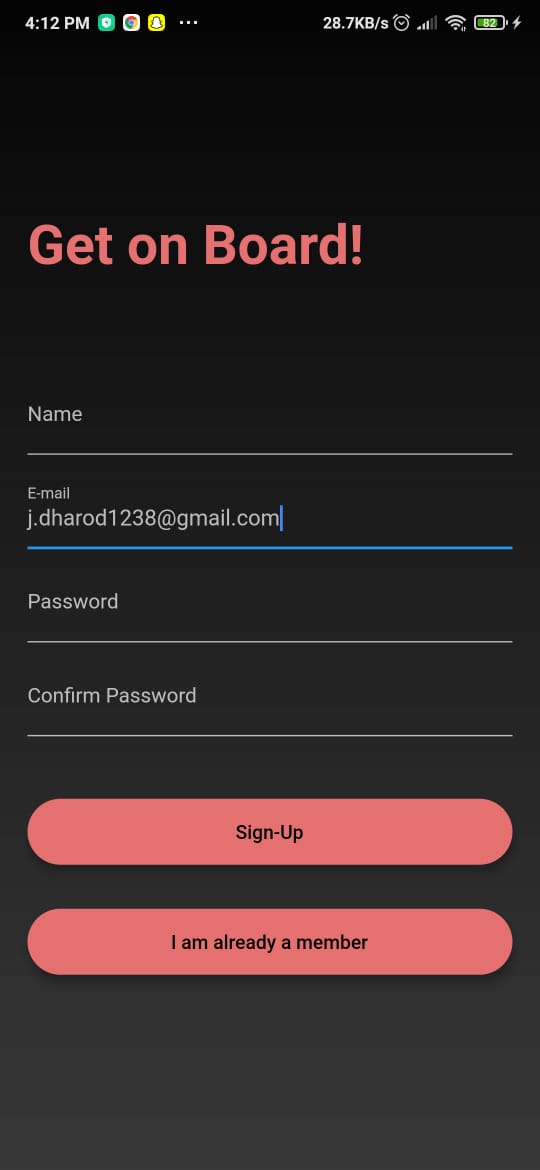 4:12 PM ... 28.7KB/s 82
Get on Board!
Name
E-mail
j.dharod1238@gmail.com
Password
Confirm Password
Sign-Up
I am already a member